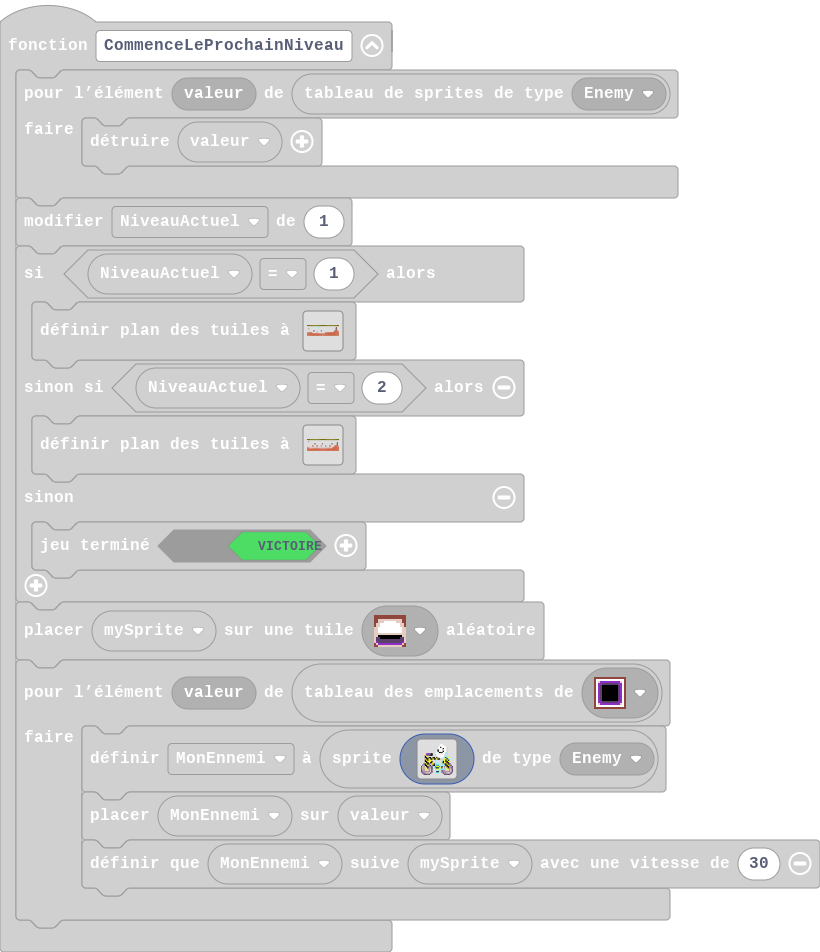 fonction CommenceLeProchainNiveau
pour l’élément valeur de tableau de sprites de type Enemy
faire détruire valeur
modifier NiveauActuel de 1
si NiveauActuel = 1 alors
définir plan des tuiles à
sinon si NiveauActuel = 2 alors
définir plan des tuiles à
sinon
jeu terminé VICTOIRE
placer mySprite sur une tuile aléatoire
pour l’élément valeur de tableau des emplacements de
faire définir MonEnnemi à sprite de type Enemy
placer MonEnnemi sur valeur
définir que MonEnnemi suive mySprite avec une vitesse de 30